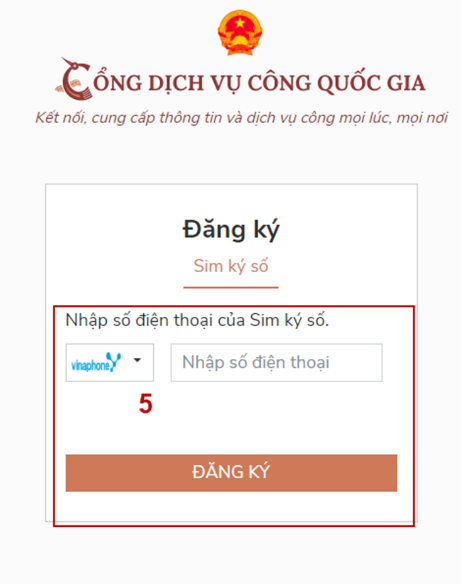 CỔNG DỊCH VỤ CÔNG QUỐC GIA
Kết nối, cung cấp thông tin và dịch vụ công mọi lúc, mọi nơi
Đăng ký
Sim ký số
Nhập số điện thoại của Sim ký số.
vinaphone Nhập số điện thoại
5
ĐĂNG KÝ